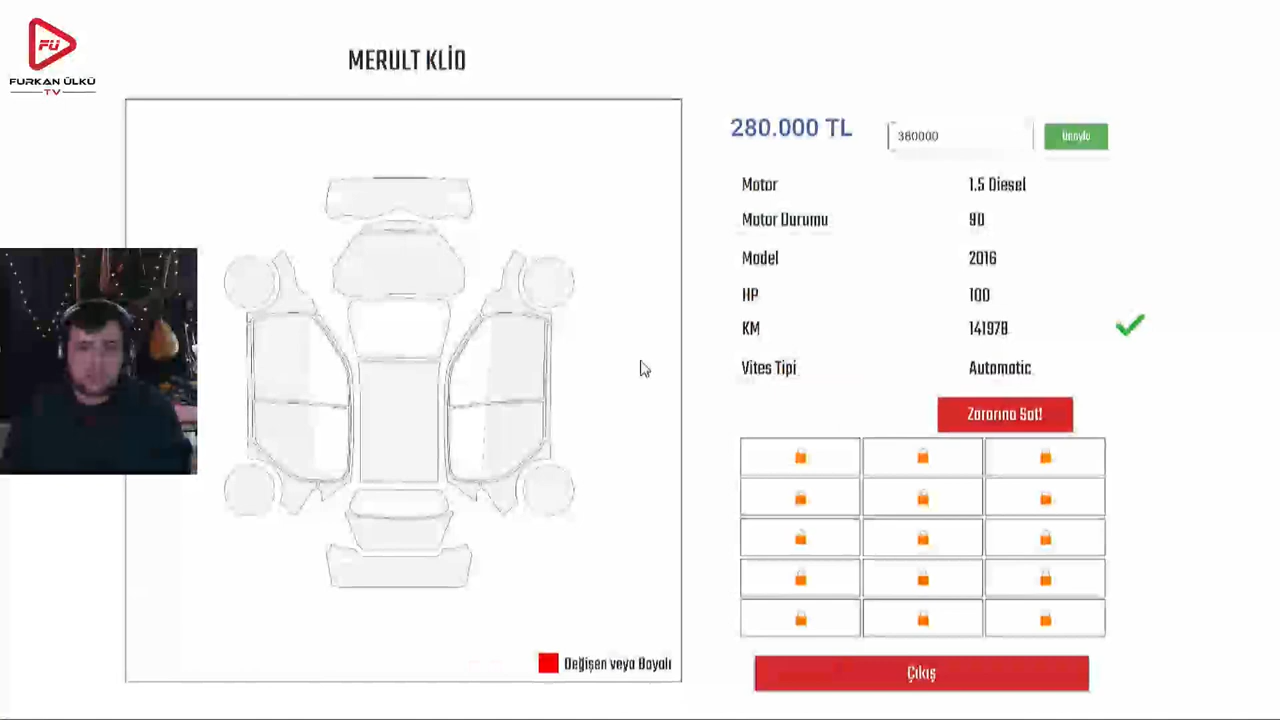 FU
FURKAN ÜLKÜ
TV
MERULT KLİO
280.000 TL
380000
Onayla
Motor
1.5 Diesel
Motor Durumu
90
Model
2016
HP
100
KM
141978
Vites Tipi
Automatic
Zararına Sat!
Değişen veya Boyalı
Çıkış